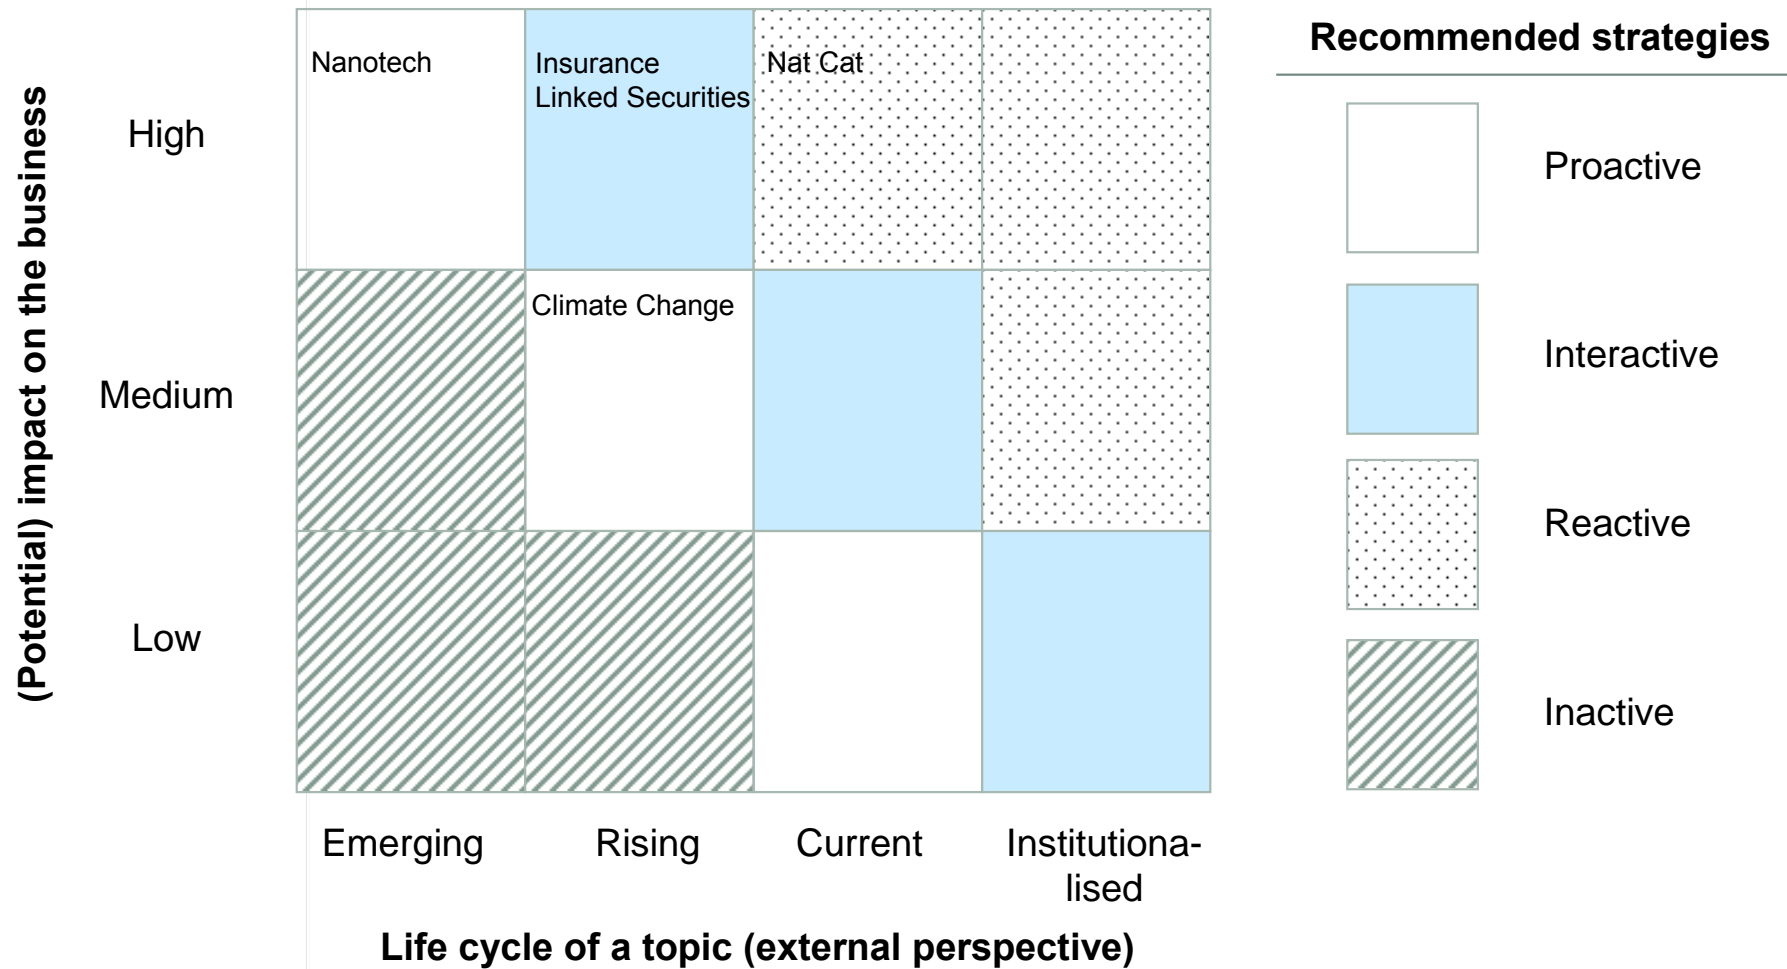 Recommended strategies
Nanotech
Insurance
Linked Securities
Nat Cat
High
Proactive
Climate Change
Interactive
Medium
(Potential) impact on the business
Reactive
Low
Inactive
Emerging
Rising
Current
Institutiona-
lised
Life cycle of a topic (external perspective)